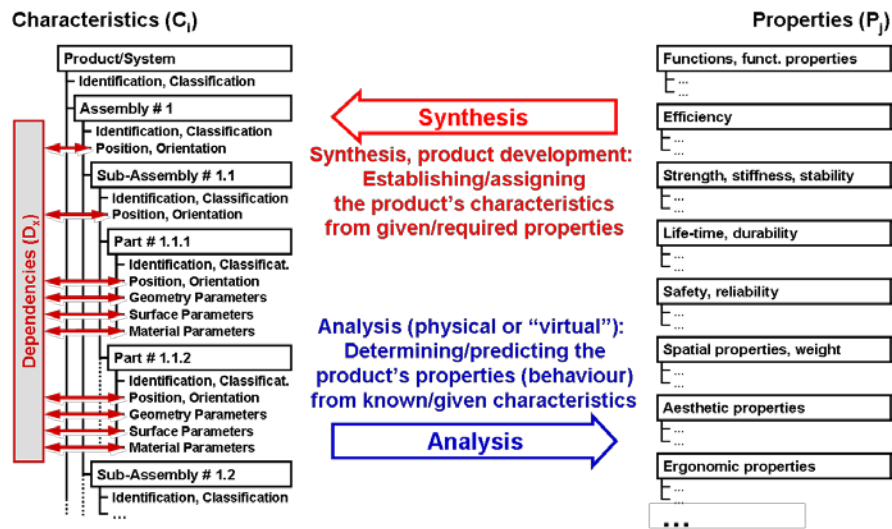 Characteristics (Ci)
Product/System
Identification, Classification
Assembly # 1
Identification, Classification
Position, Orientation
Sub-Assembly # 1.1
Identification, Classification
Position, Orientation
Part # 1.1.1
Identification, Classificat.
Position, Orientation
Geometry Parameters
Surface Parameters
Material Parameters
Part # 1.1.2
Identification, Classificat.
Position, Orientation
Geometry Parameters
Surface Parameters
Material Parameters
Sub-Assembly # 1.2
Identification, Classification
...
Dependencies (Dx)
Synthesis
Synthesis, product development:
Establishing/assigning
the product's characteristics
from given/required properties
Analysis (physical or “virtual”):
Determining/predicting the
product's properties (behaviour)
from known/given characteristics
Analysis
Properties (Pj)
Functions, funct. properties
...
...
Efficiency
...
...
Strength, stiffness, stability
...
...
Life-time, durability
...
...
Safety, reliability
...
...
Spatial properties, weight
...
...
Aesthetic properties
...
...
Ergonomic properties
...
...
...